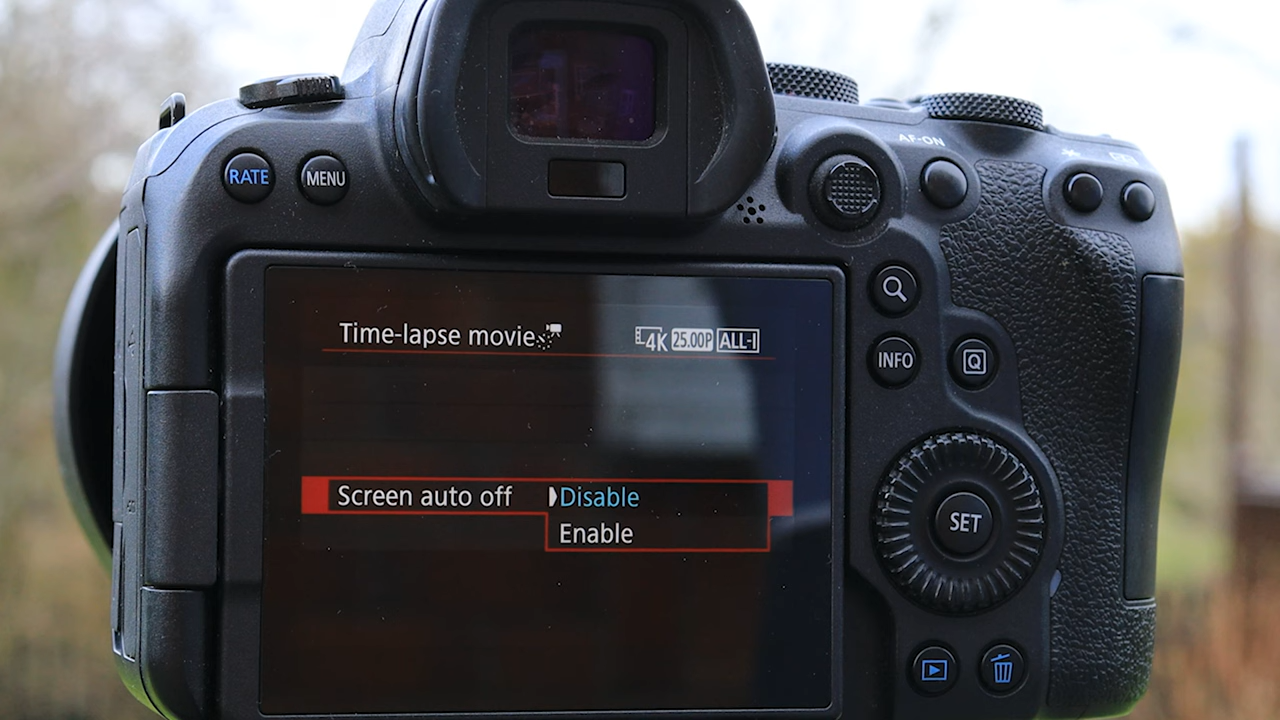 AF-ON
RATE
MENU
Time-lapse movie
4K 25.00P ALL-I
INFO
Q
Screen auto off Disable
Enable
SET